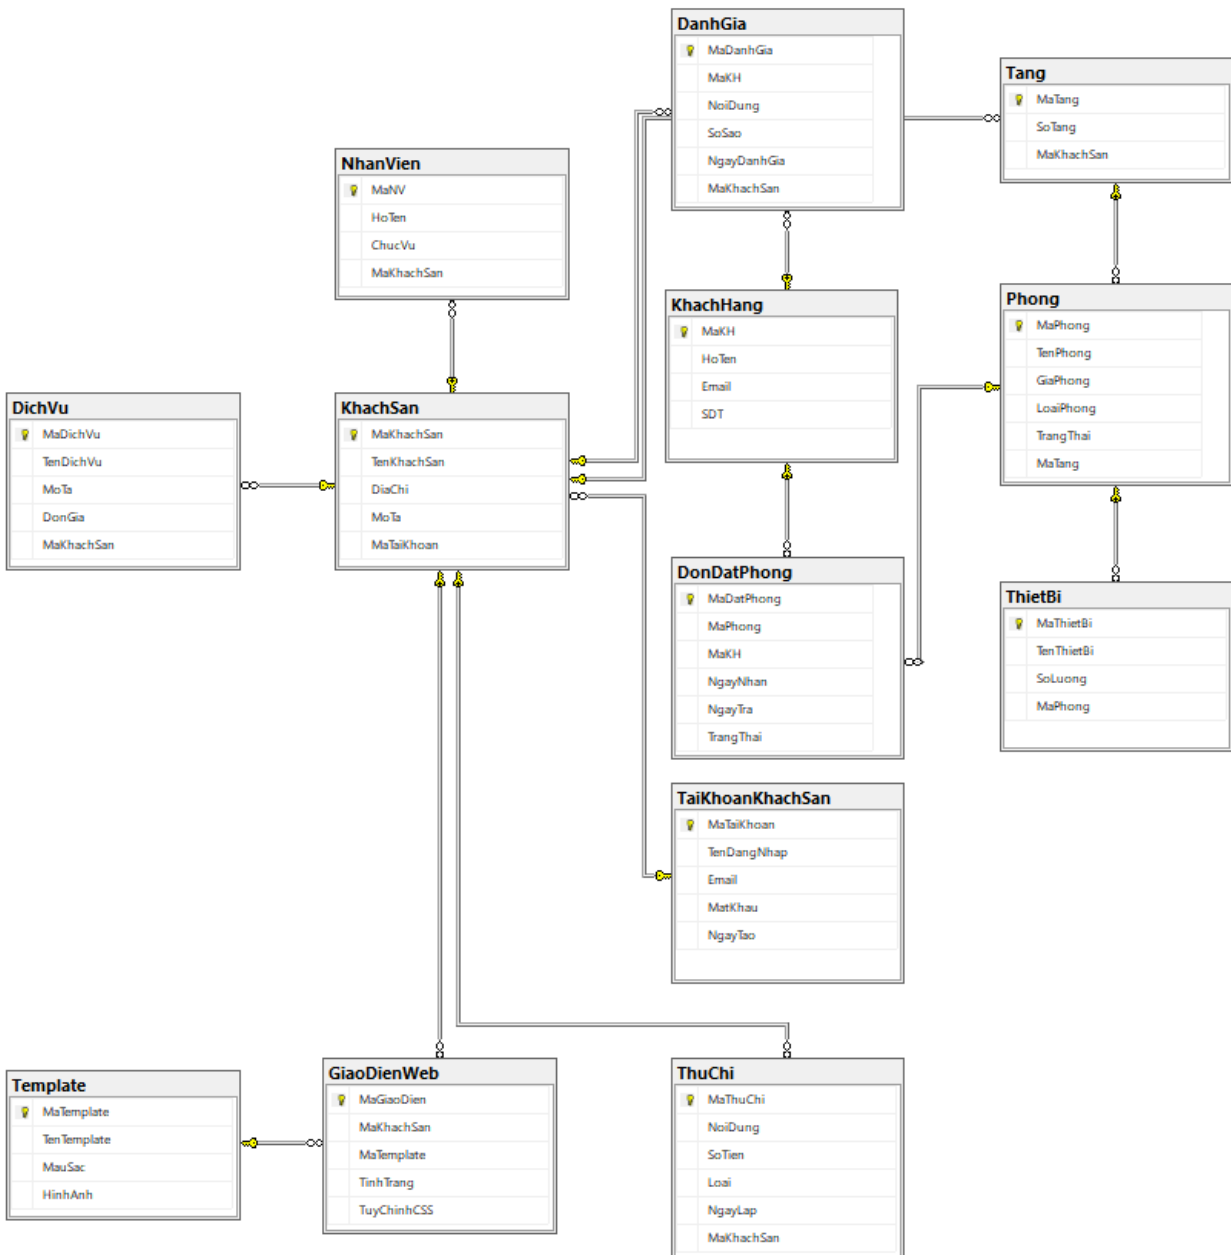 DanhGia
MaDanhGia
MaKH
NoiDung
SoSao
NgayDanhGia
MaKhachSan
Tang
MaTang
SoTang
MaKhachSan
NhanVien
MaNV
HoTen
ChucVu
MaKhachSan
KhachHang
MaKH
HoTen
Email
SDT
Phong
MaPhong
TenPhong
GiaPhong
LoaiPhong
TrangThai
MaTang
DichVu
MaDichVu
TenDichVu
MoTa
DonGia
MaKhachSan
KhachSan
MaKhachSan
TenKhachSan
DiaChi
MoTa
MaTaiKhoan
DonDatPhong
MaDatPhong
MaPhong
MaKH
NgayNhan
NgayTra
TrangThai
ThietBi
MaThietBi
TenThietBi
SoLuong
MaPhong
TaiKhoanKhachSan
MaTaiKhoan
TenDangNhap
Email
MatKhau
NgayTao
Template
MaTemplate
TenTemplate
MauSac
HinhAnh
GiaoDienWeb
MaGiaoDien
MaKhachSan
MaTemplate
TinhTrang
TuyChinhCSS
ThuChi
MaThuChi
NoiDung
SoTien
Loai
NgayLap
MaKhachSan